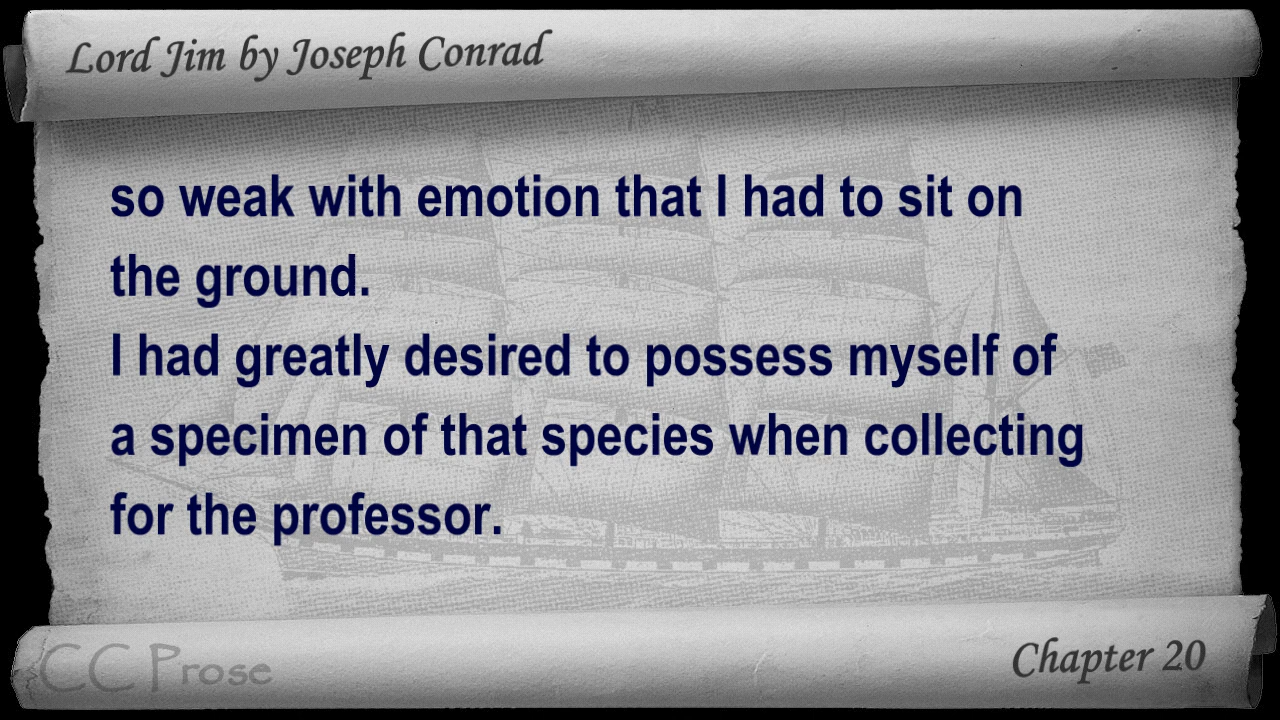 Lord Jim by Joseph Conrad
so weak with emotion that I had to sit on
the ground.
I had greatly desired to possess myself of
a specimen of that species when collecting
for the professor.
CC Prose
Chapter 20